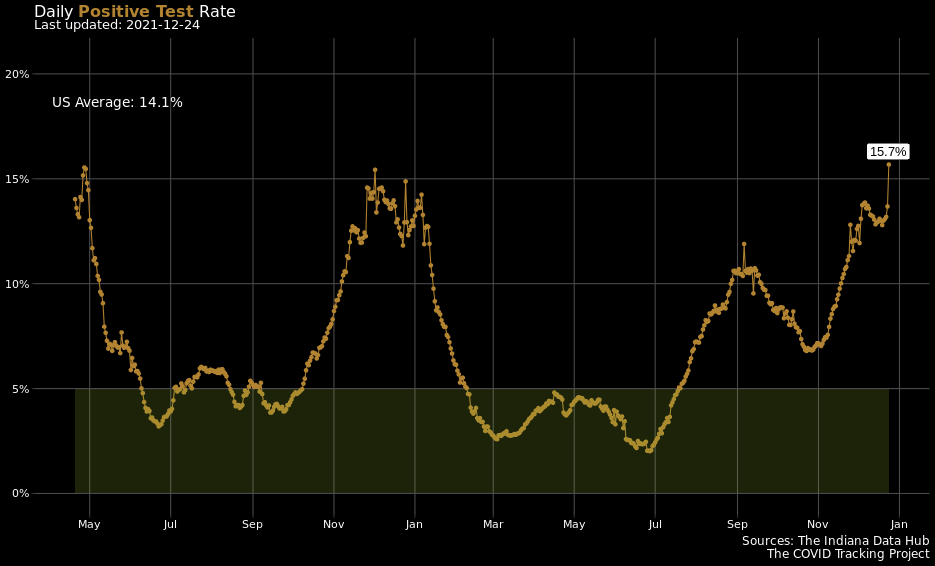 Daily Positive Test Rate
Last updated: 2021-12-24
20%
US Average: 14.1%
15.7%
15%
10%
5%
0%
May Jul Sep Nov Jan Mar May Jul Sep Nov Jan
Sources: The Indiana Data Hub
The COVID Tracking Project